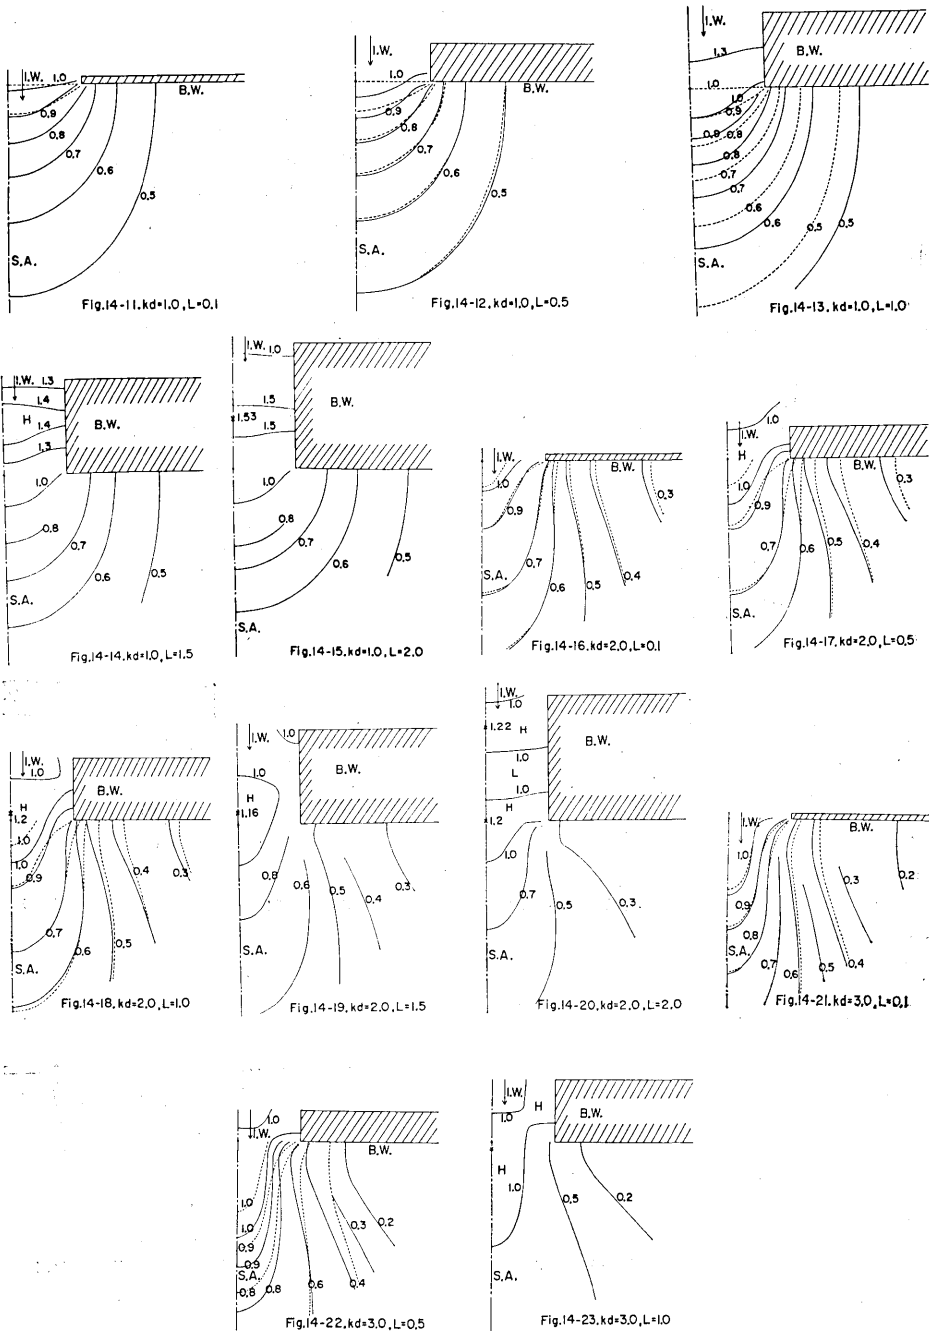 I.W.
1.0
B.W.
0.9
0.8
0.7
0.6
0.5
S.A.
Fig.14-11.kd=1.0,L=0.1
I.W.
1.0
B.W.
0.9
0.8
0.7
0.6
0.5
S.A.
Fig.14-12,kd=1.0,L=0.5
I.W.
1.3
B.W.
1.0
1.0
0.9
0.9 0.8
0.8
0.7
0.7
0.6
0.6
0.5 0.5
S.A.
Fig.14-13.kd=1.0,L=1.0
I.W. 1.3
1.4
H
1.4
B.W.
1.3
1.0
0.8
0.7
0.6
0.5
S.A.
Fig.14-14.kd=1.0,L=1.5
I.W. 1.0
1.5
B.W.
1.53
1.5
1.0
0.8
0.7
0.6
0.5
S.A.
Fig.14-15.kd=1.0,L=2.0
I.W.
B.W.
1.0
0.9
0.3
0.7
S.A.
0.6
0.5
0.4
Fig.14-16.kd=2.0,L=0.1
1.0
I.W.
H
B.W.
1.0
0.9
0.3
0.7 0.6 0.5 0.4
S.A.
Fig.14-17.kd=2.0,L=0.5
I.W.
1.0
B.W.
H
1.2
1.0
1.0
0.9
0.4
0.3
0.7
0.6
0.5
S.A.
Fig.14-18,kd=2.0,L=1.0
I.W.
1.0
1.0
B.W.
H
1.16
0.8
0.6
0.5
0.4
0.3
S.A.
Fig.14-19,kd=2.0,L=1.5
I.W.
1.0
1.22 H
1.0
B.W.
L
1.0
H
1.2
1.0
0.7
0.5
0.3
S.A.
Fig.14-20,kd=2.0,L=2.0
I.W.
B.W.
1.0
0.3
0.2
0.9
0.8
S.A.
0.7
0.6
0.5
0.4
Fig.14-21.kd=3.0,L=0.1
1.0
I.W.
B.W.
1.0
1.0
0.9
0.9
S.A.
0.8
0.8
0.6
0.4
0.3
0.2
Fig.14-22.kd=3.0,L=0.5
I.W.
1.0
H
B.W.
H
1.0
0.5
0.2
S.A.
Fig.14-23.kd=3.0,L=1.0